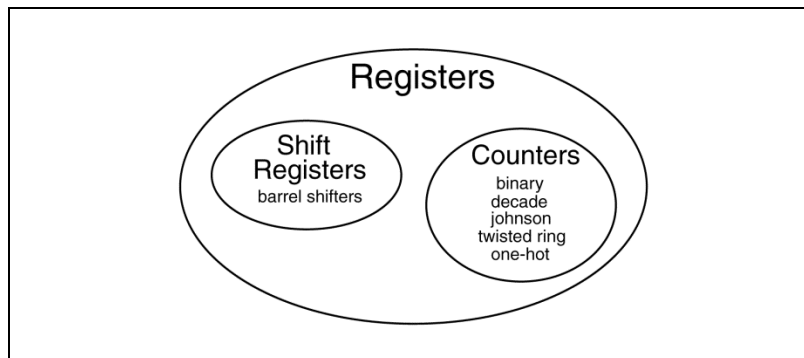 Registers
Shift
Registers
barrel shifters
Counters
binary
decade
johnson
twisted ring
one-hot